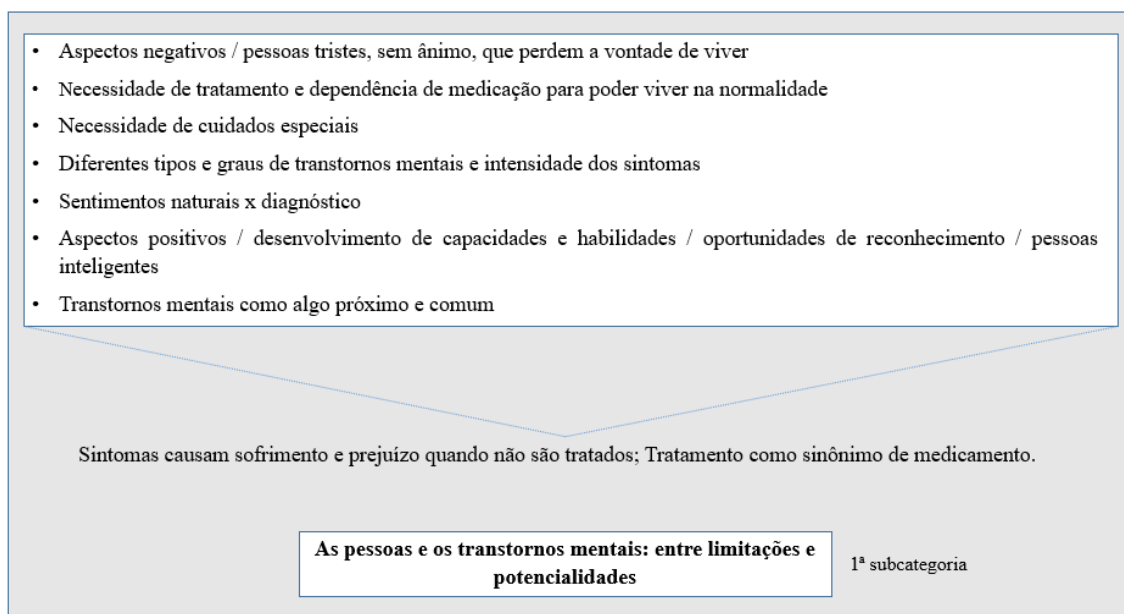 • Aspectos negativos / pessoas tristes, sem ânimo, que perdem a vontade de viver
• Necessidade de tratamento e dependência de medicação para poder viver na normalidade
• Necessidade de cuidados especiais
• Diferentes tipos e graus de transtornos mentais e intensidade dos sintomas
• Sentimentos naturais x diagnóstico
• Aspectos positivos / desenvolvimento de capacidades e habilidades / oportunidades de reconhecimento / pessoas
inteligentes
• Transtornos mentais como algo próximo e comum
Sintomas causam sofrimento e prejuízo quando não são tratados; Tratamento como sinônimo de medicamento.
As pessoas e os transtornos mentais: entre limitações e
potencialidades
1ª subcategoria